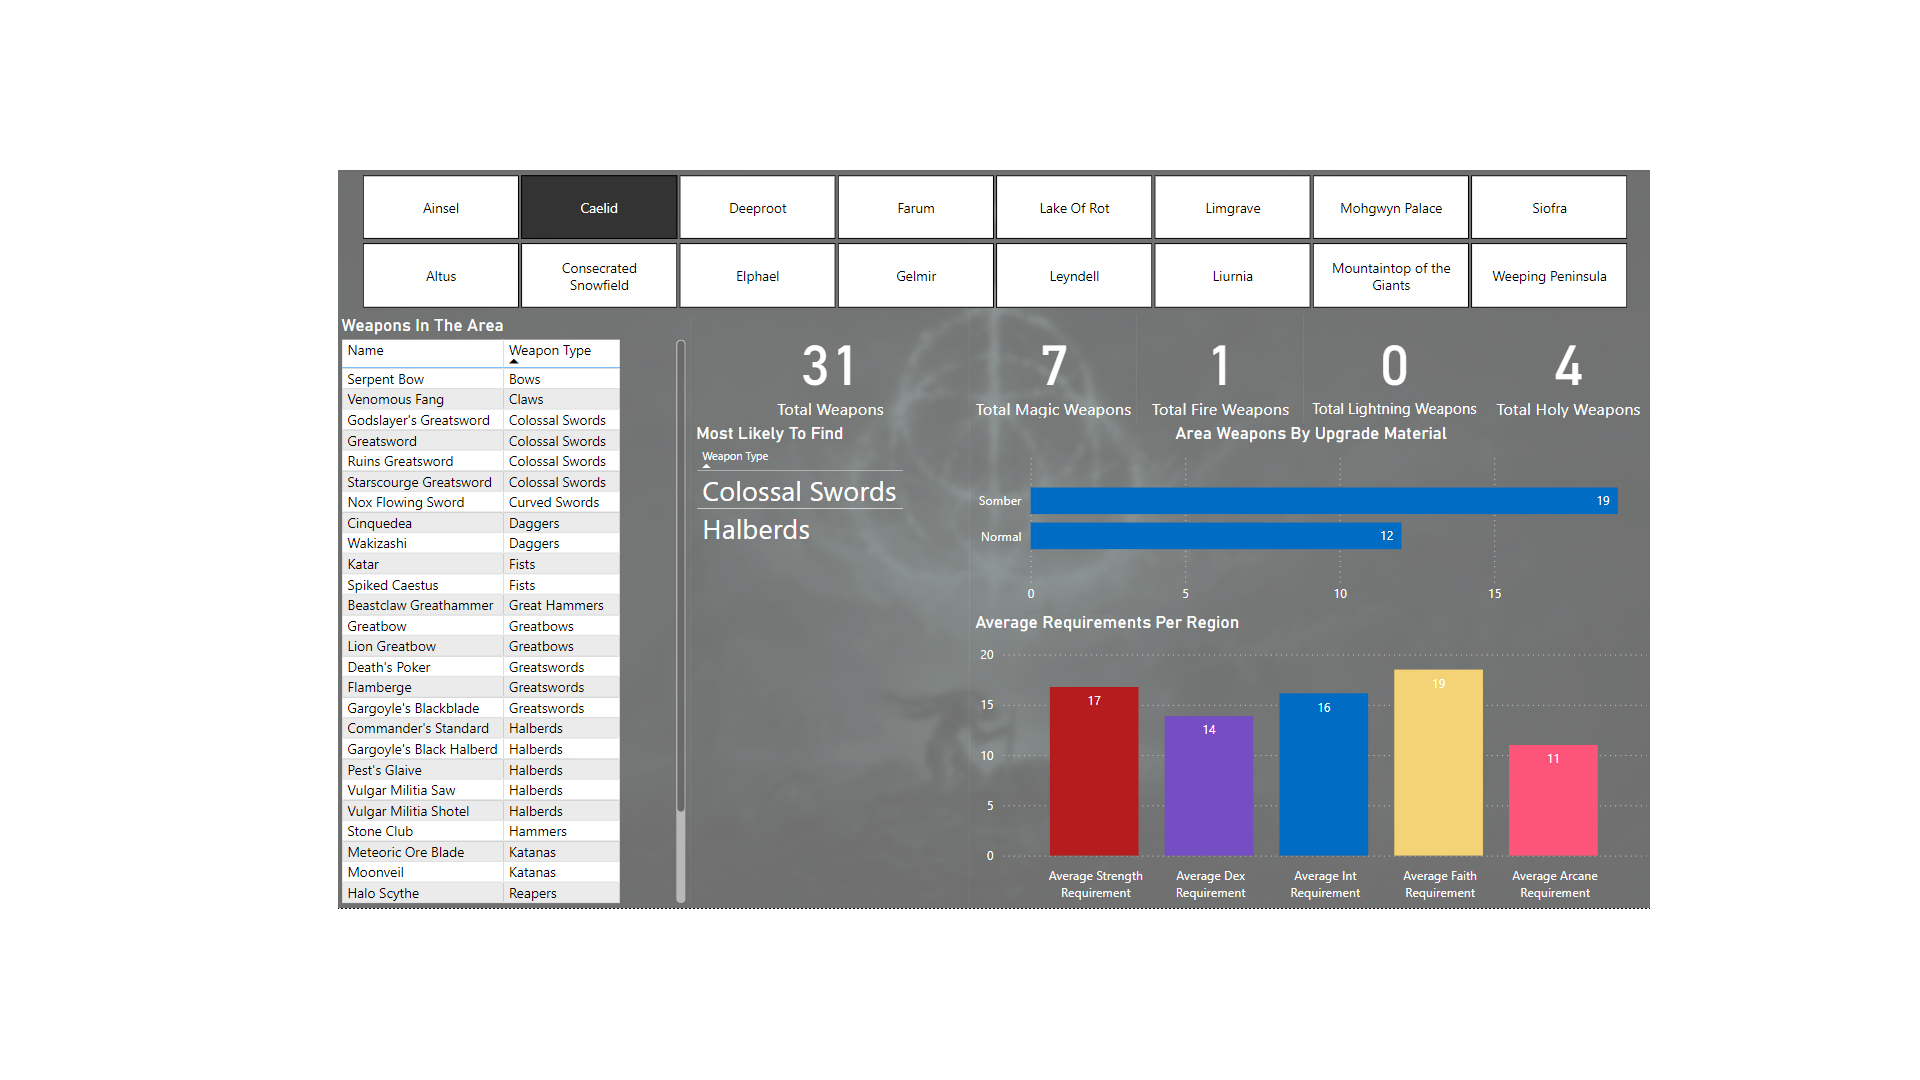 Ainsel
Caelid
Deeproot
Farum
Lake Of Rot
Limgrave
Mohgwyn Palace
Siofra
Altus
Consecrated
Snowfield
Elphael
Gelmir
Leyndell
Liurnia
Mountaintop of the
Giants
Weeping Peninsula
Weapons In The Area
Name Weapon Type
Serpent Bow Bows
Venomous Fang Claws
Godslayer's Greatsword Colossal Swords
Greatsword Colossal Swords
Ruins Greatsword Colossal Swords
Starscourge Greatsword Colossal Swords
Nox Flowing Sword Curved Swords
Cinquedea Daggers
Wakizashi Daggers
Katar Fists
Spiked Caestus Fists
Beastclaw Greathammer Great Hammers
Greatbow Greatbows
Lion Greatbow Greatbows
Death's Poker Greatswords
Flamberge Greatswords
Gargoyle's Blackblade Greatswords
Commander's Standard Halberds
Gargoyle's Black Halberd Halberds
Pest's Glaive Halberds
Vulgar Militia Saw Halberds
Vulgar Militia Shotel Halberds
Stone Club Hammers
Meteoric Ore Blade Katanas
Moonveil Katanas
Halo Scythe Reapers
31
Total Weapons
7
Total Magic Weapons
1
Total Fire Weapons
0
Total Lightning Weapons
4
Total Holy Weapons
Most Likely To Find
Weapon Type
Colossal Swords
Halberds
Area Weapons By Upgrade Material
Somber 19
Normal 12
0 5 10 15
Average Requirements Per Region
20
15
10
5
0
17
14
16
19
11
Average Strength
Requirement
Average Dex
Requirement
Average Int
Requirement
Average Faith
Requirement
Average Arcane
Requirement